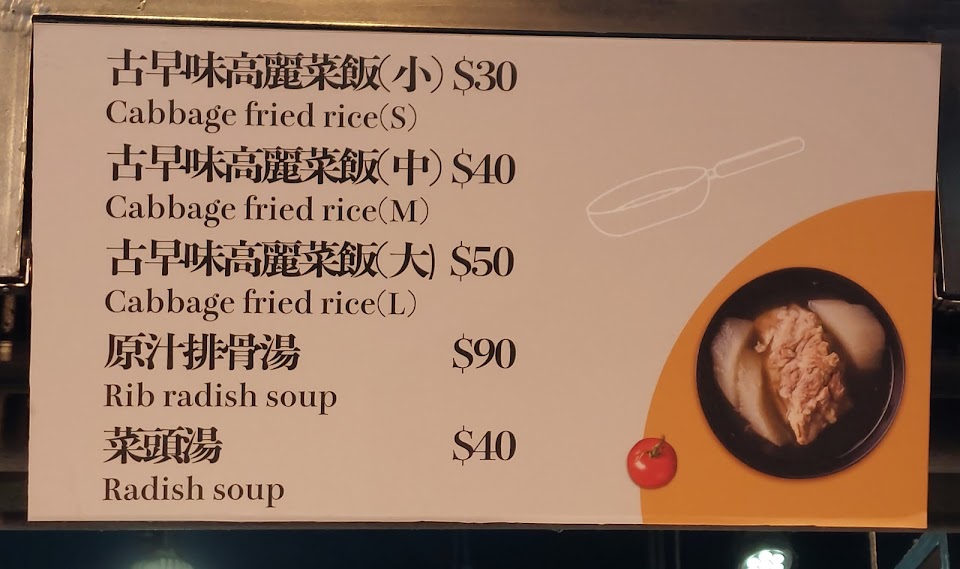 古早味高麗菜飯(小) $30
Cabbage fried rice(S)
古早味高麗菜飯(中) $40
Cabbage fried rice(M)
古早味高麗菜飯(大) $50
Cabbage fried rice(L)
原汁排骨湯 $90
Rib radish soup
菜頭湯 $40
Radish soup